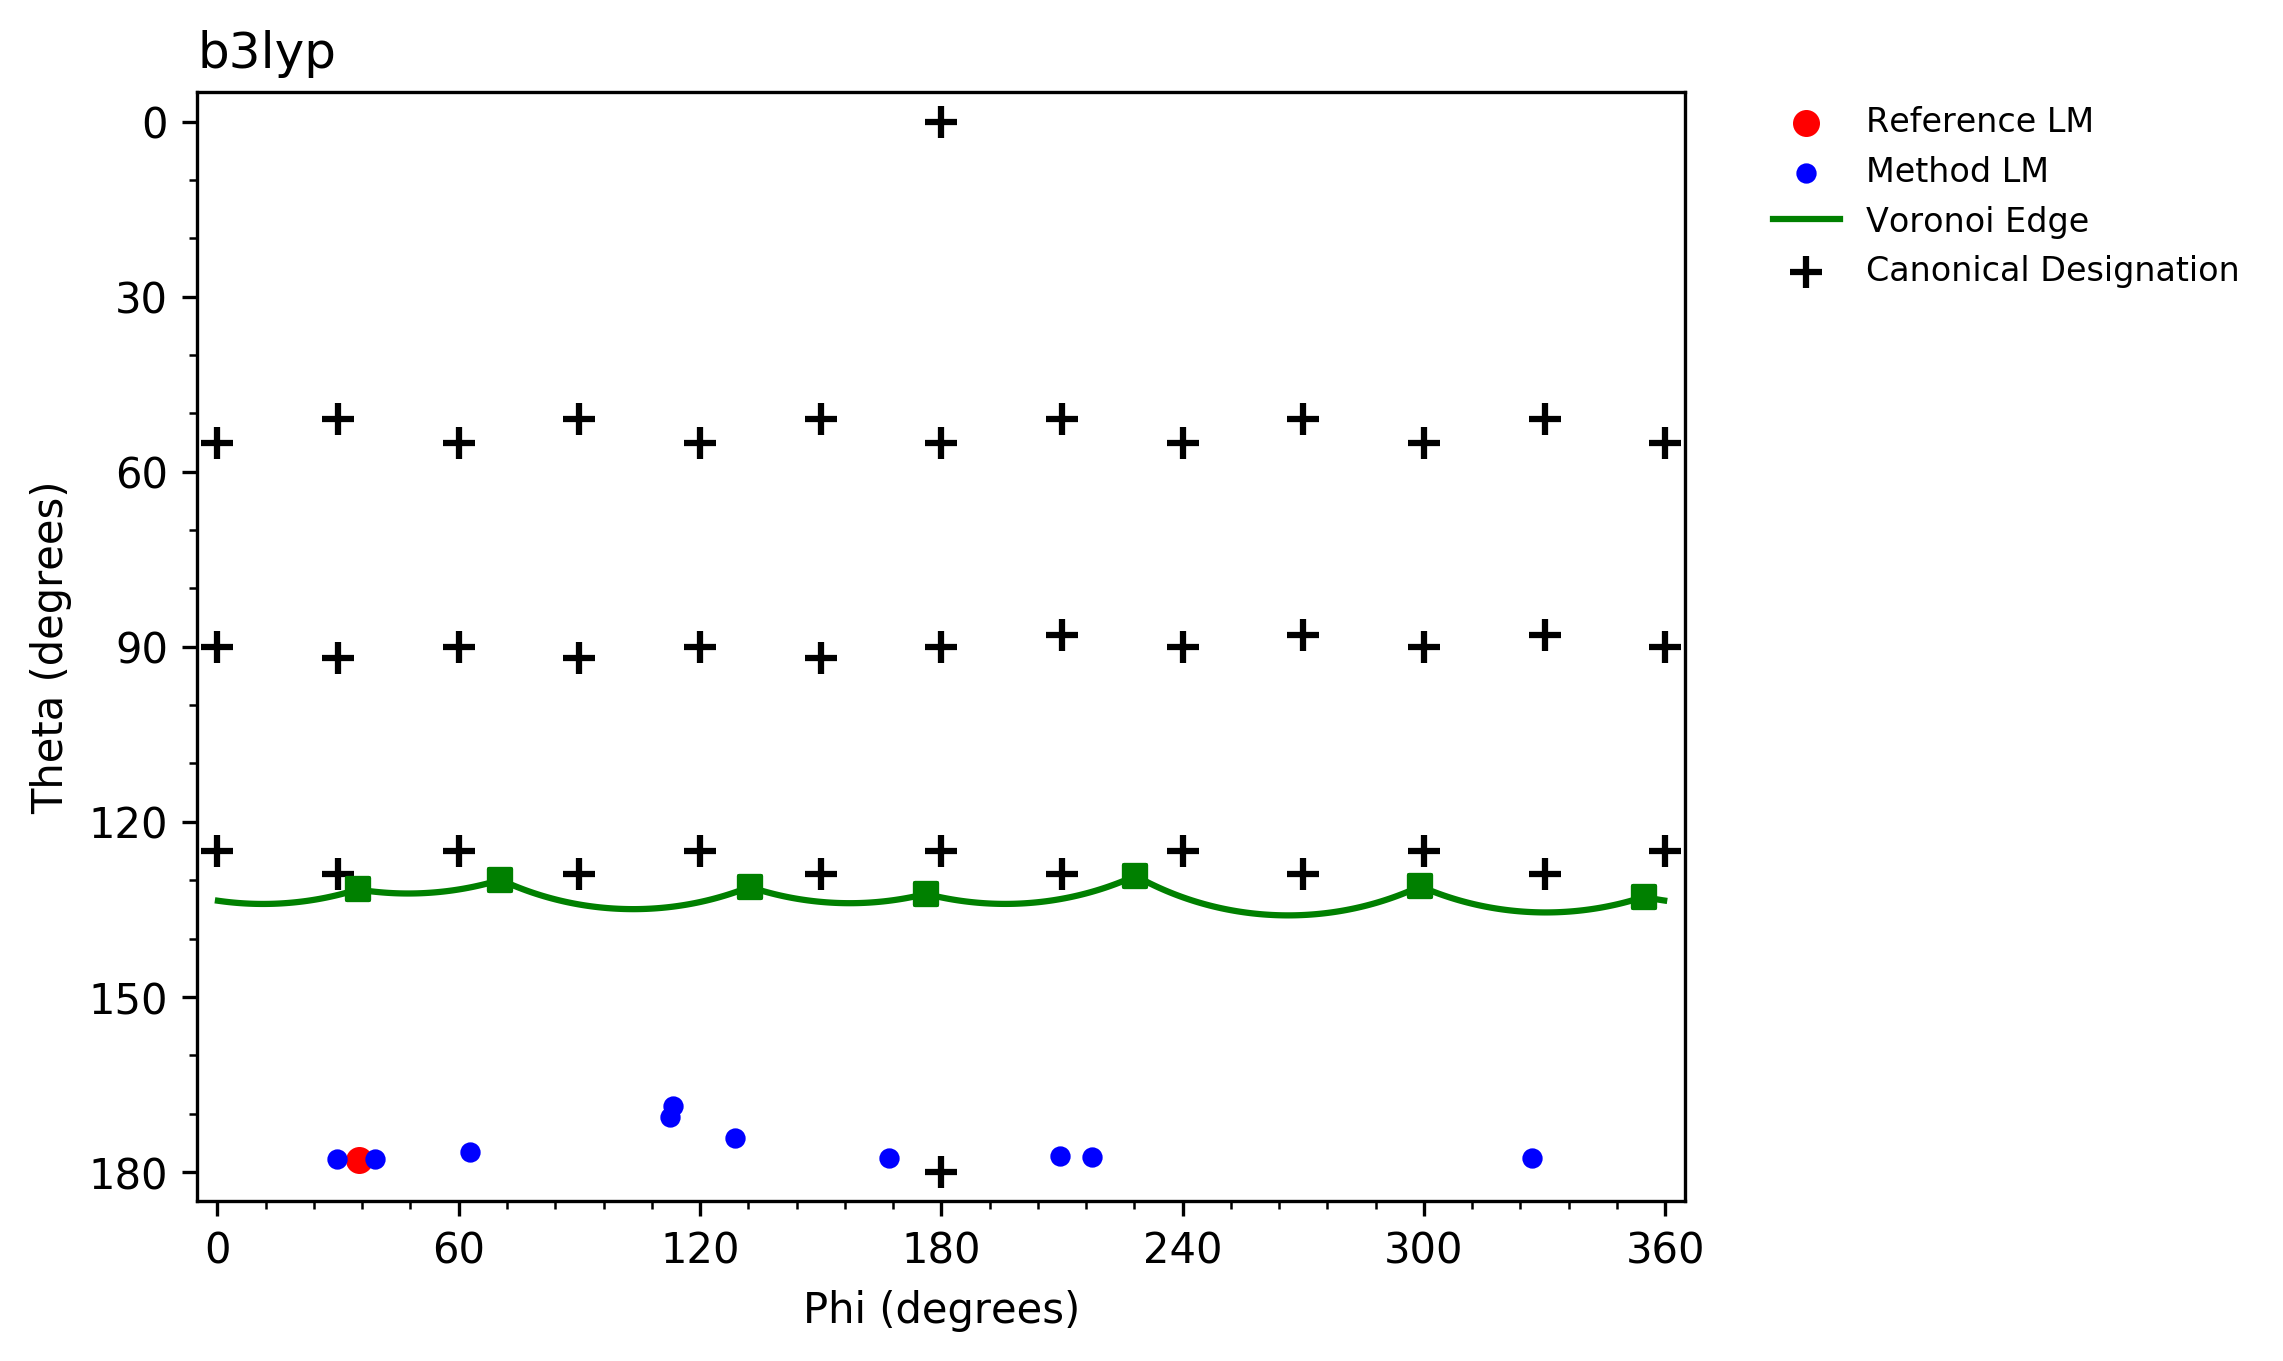 b3lyp
Reference LM
Method LM
Voronoi Edge
Canonical Designation
Theta (degrees)
0
30
60
90
120
150
180
0 60 120 180 240 300 360
Phi (degrees)